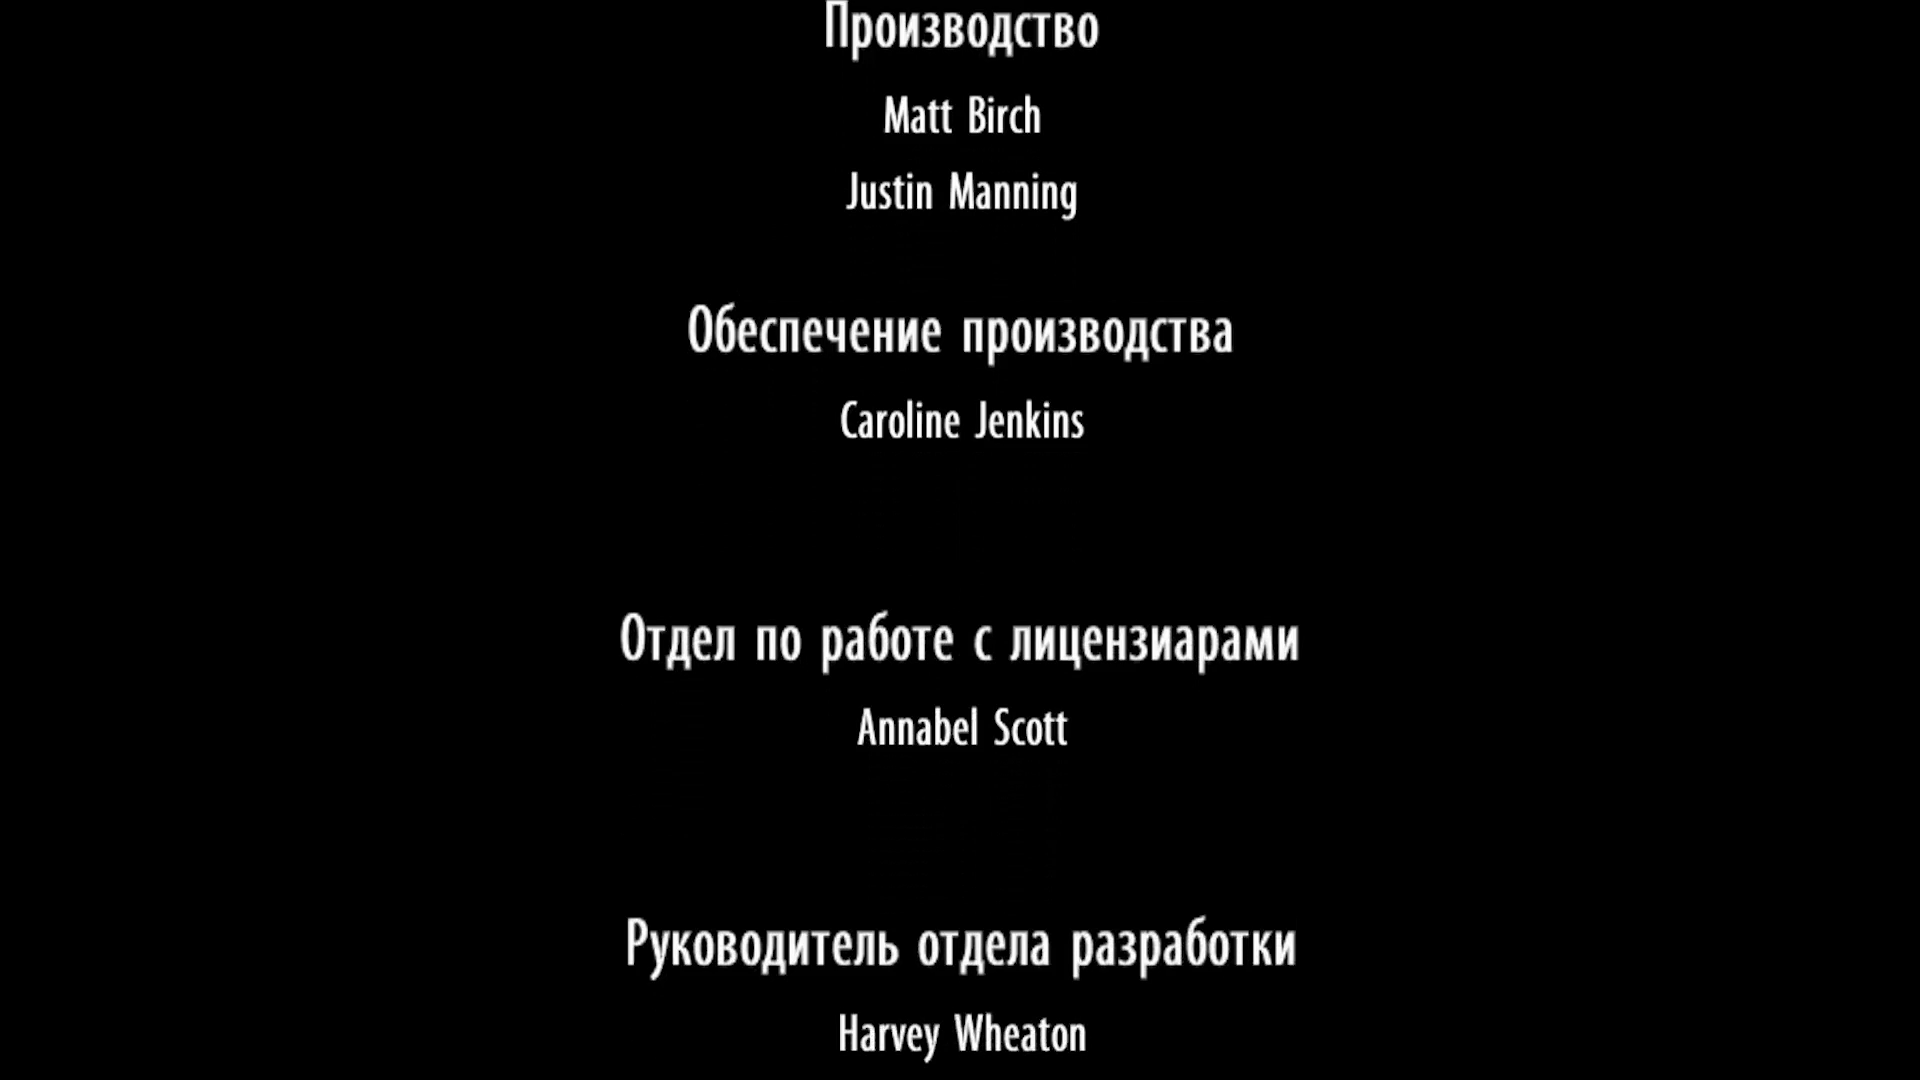 Производство
Matt Birch
Justin Manning
Обеспечение производства
Caroline Jenkins
Отдел по работе с лицензиарами
Annabel Scott
Руководитель отдела разработки
Harvey Wheaton